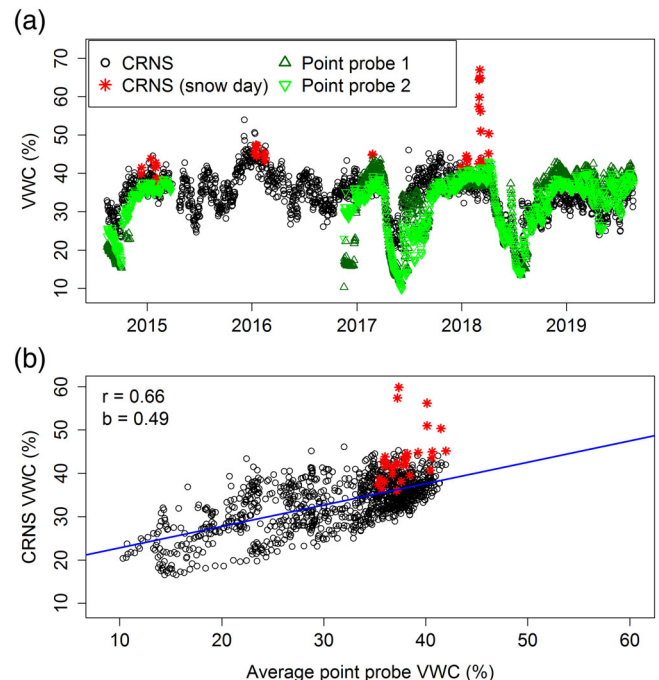 (a)
VWC (%)
70
60
50
40
30
20
10
CRNS
CRNS (snow day)
Point probe 1
Point probe 2
2015 2016 2017 2018 2019
(b)
CRNS VWC (%)
60
50
40
30
20
10
r = 0.66
b = 0.49
10 20 30 40 50 60
Average point probe VWC (%)